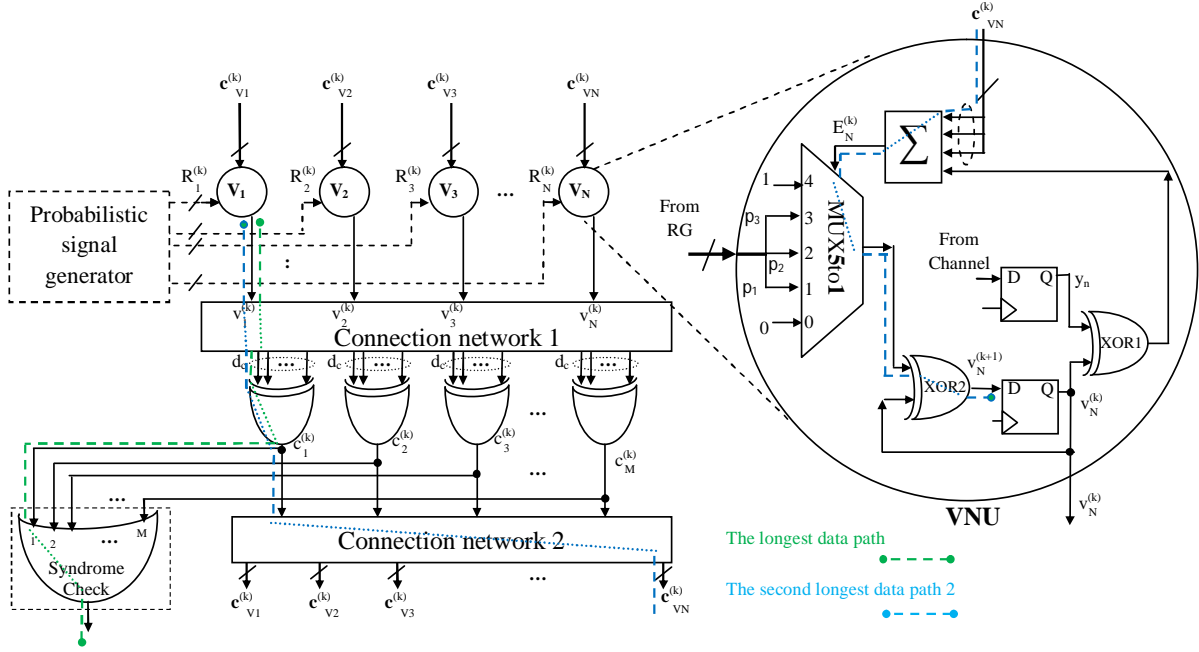 c(k)VN
c(k)V1
c(k)V2
c(k)V3
c(k)VN
R(k)1
V1
R(k)2
V2
R(k)3
V3
...
R(k)N
VN
Probabilistic
signal
generator
:
v(k)1
v(k)2
v(k)3
v(k)N
Connection network 1
dc
...
dc
...
dc
...
dc
...
...
c(k)1
c(k)2
c(k)3
c(k)M
...
...
1
2
...
M
Syndrome
Check
Connection network 2
c(k)V1
c(k)V2
c(k)V3
...
c(k)VN
E(k)N
Σ
From
RG
1
p3
p2
p1
0
4
3
2
1
0
MUX5to1
From
Channel
D
Q
yn
XOR1
XOR2
v(k+1)N
D
Q
v(k)N
v(k)N
VNU
The longest data path
The second longest data path 2